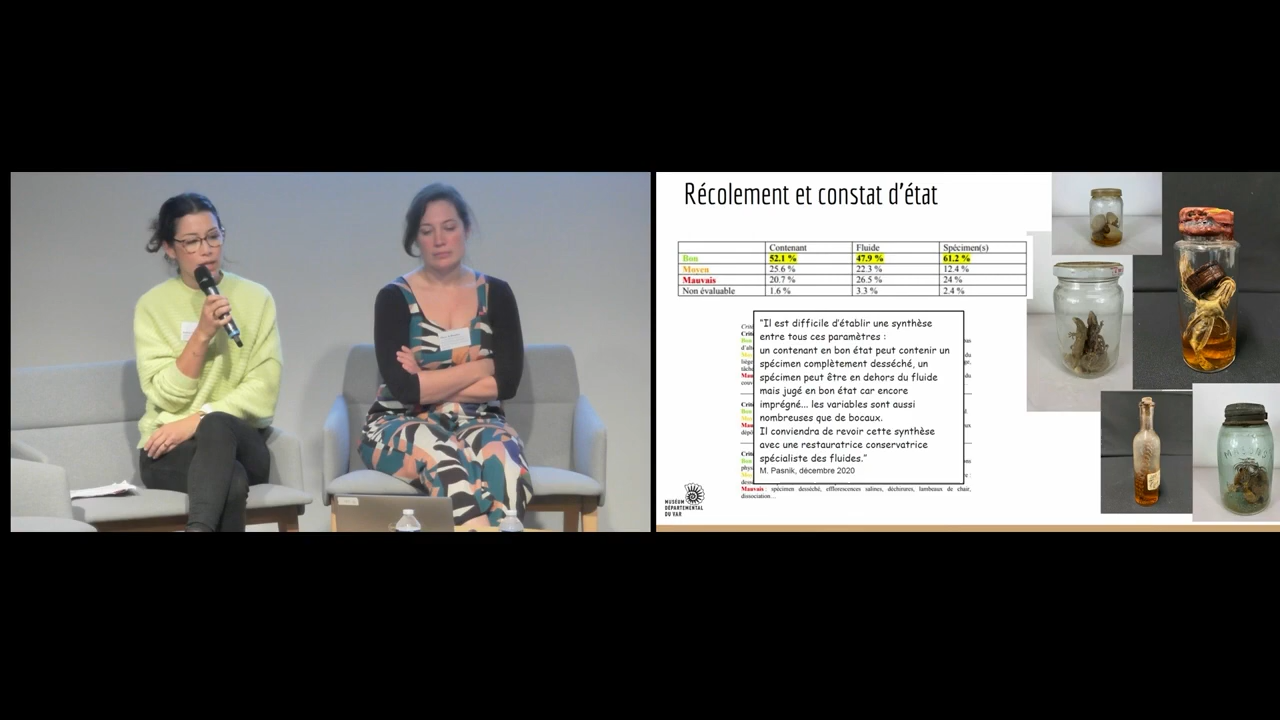 Récolement et constat d'état
Contenant Fluide Spécimen(s)
Bon 52.1 % 47.9 % 61.2 %
Moyen 25.6 % 22.3 % 12.4 %
Mauvais 20.7 % 26.5 % 24 %
Non évaluable 1.6 % 3.3 % 2.4 %
"Il est difficile d'établir une synthèse
entre tous ces paramètres :
un contenant en bon état peut contenir un
spécimen complètement desséché, un
spécimen peut être en dehors du fluide
mais jugé en bon état car encore
imprégné... les variables sont aussi
nombreuses que de bocaux.
Il conviendra de revoir cette synthèse
avec une restauratrice conservatrice
spécialiste des fluides."
M. Pasnik, décembre 2020
Mauvais : spécimen desséché, efflorescences salines, déchirures, lambeaux de chair,
dissociation...
MUSÉUM
DÉPARTEMENTAL
DU VAR